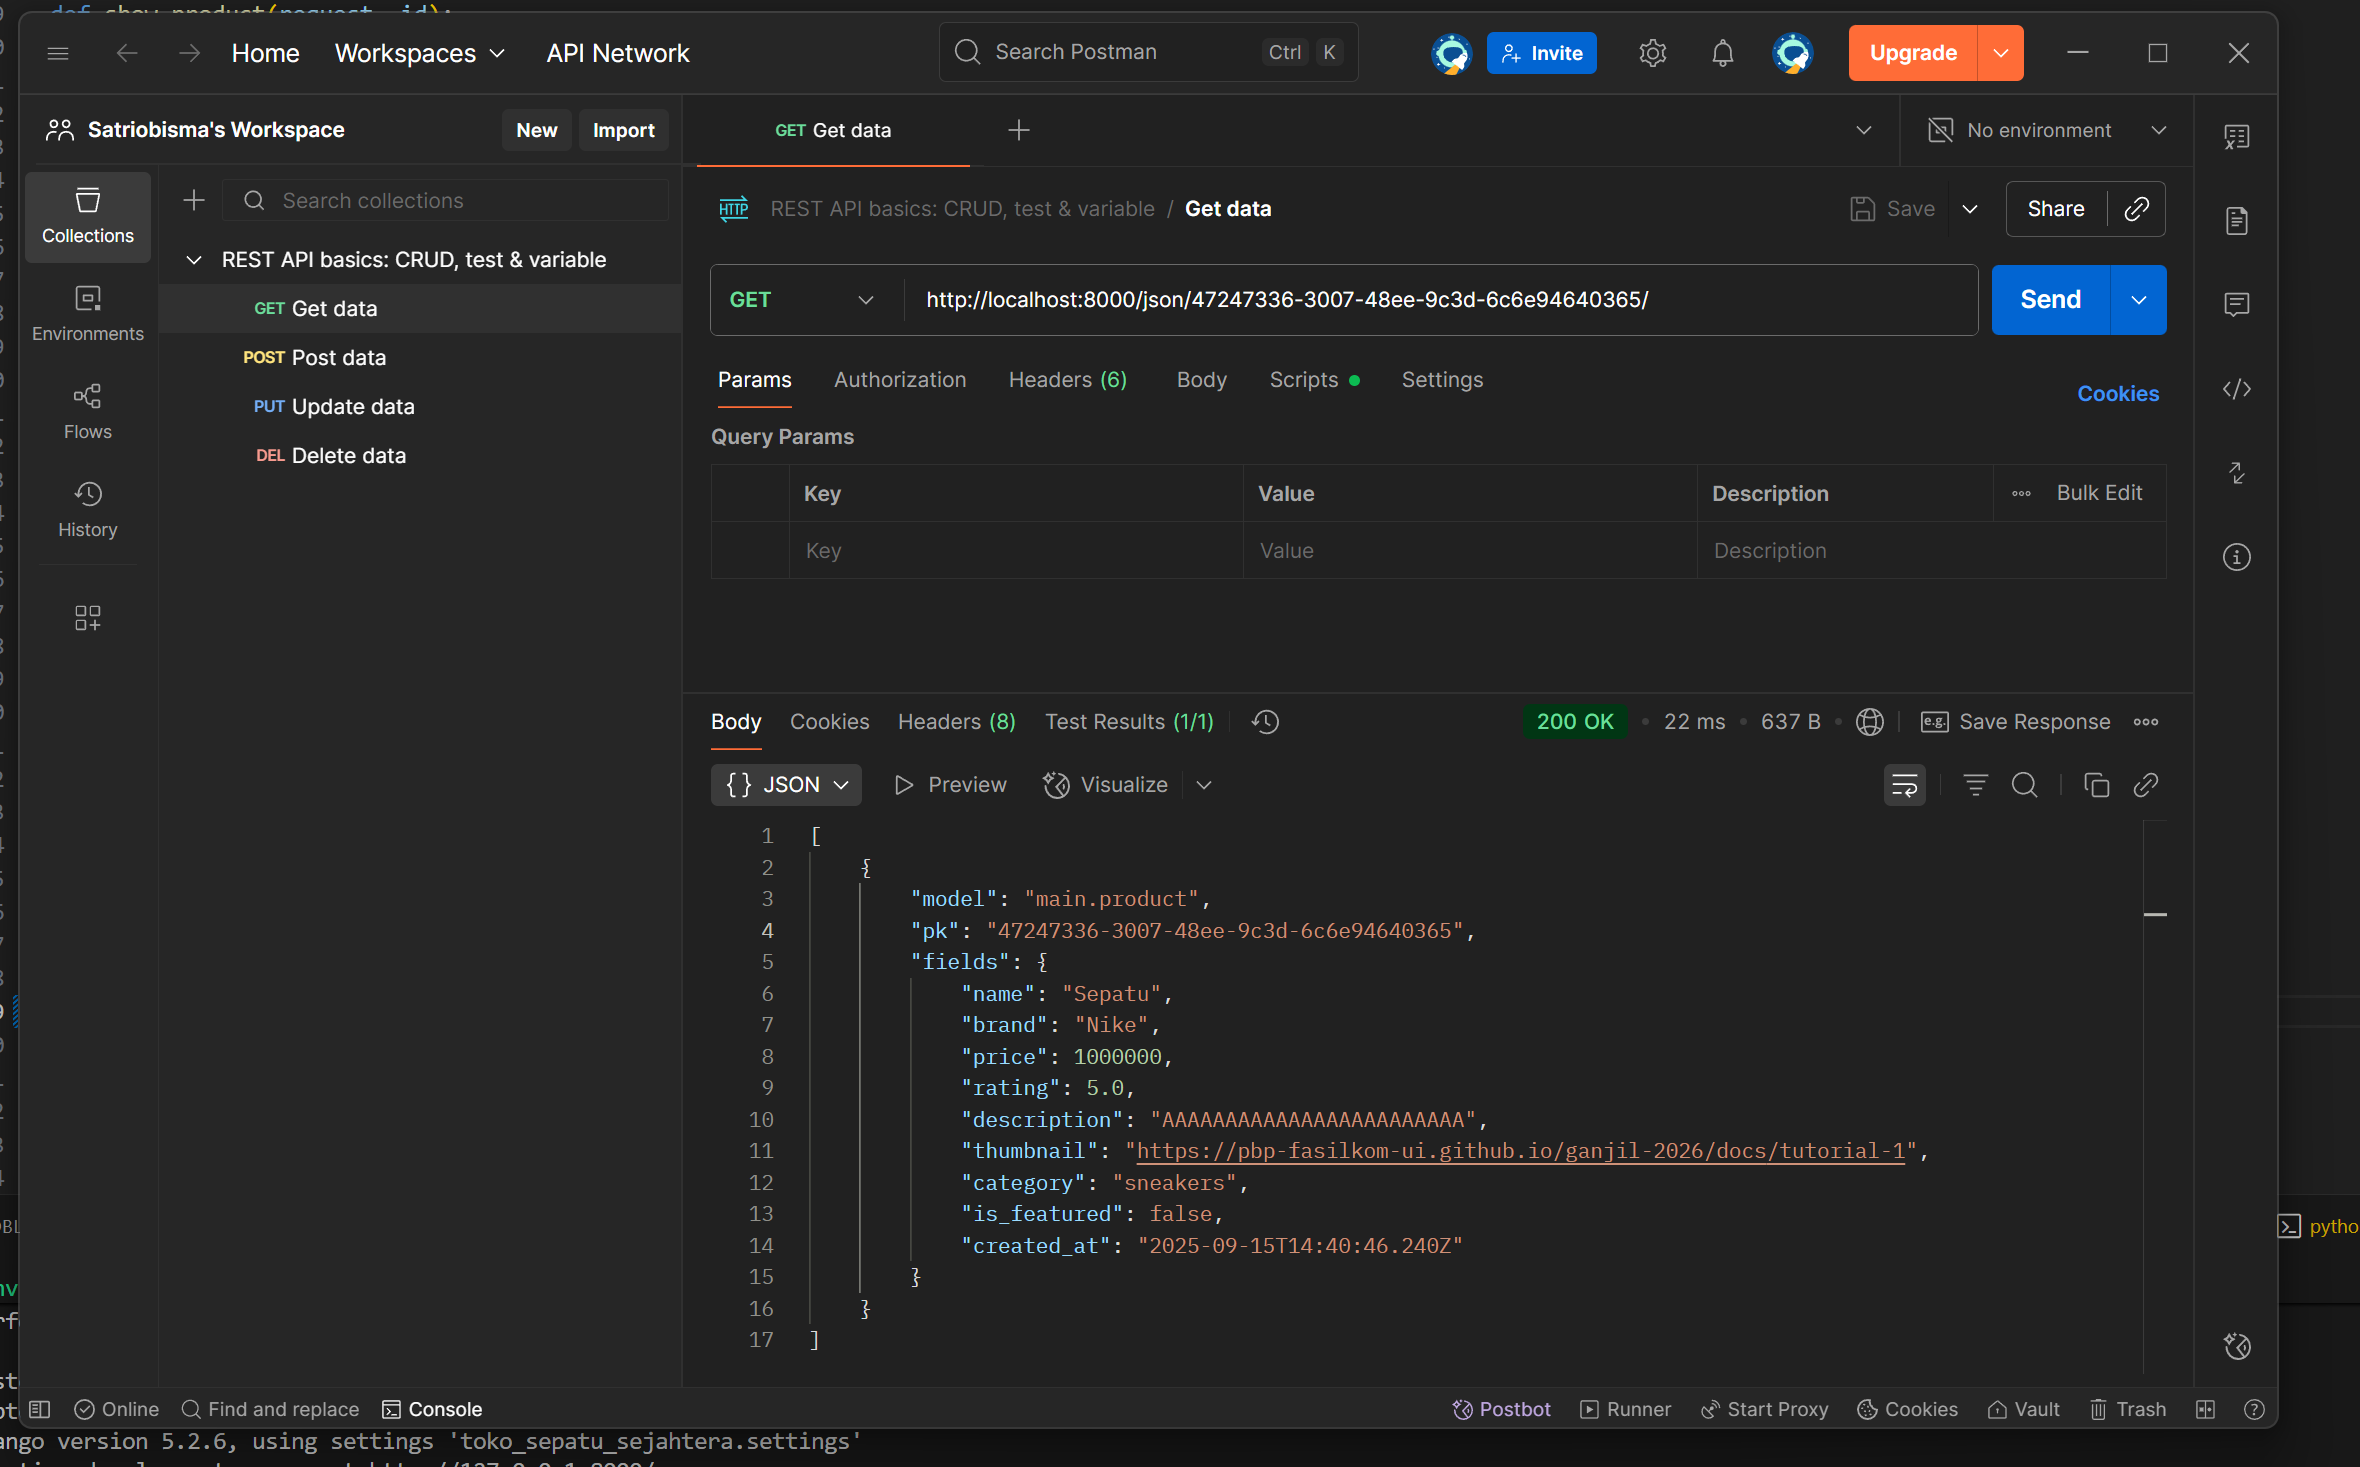 def show_product(request, id):
Home
Workspaces
API Network
Search Postman
Ctrl
K
Invite
Upgrade
Satriobisma's Workspace
New
Import
GET Get data
No environment
Collections
Search collections
Environments
Flows
History
REST API basics: CRUD, test & variable
GET Get data
POST Post data
PUT Update data
DEL Delete data
HTTP REST API basics: CRUD, test & variable / Get data
Save
Share
GET
http://localhost:8000/json/47247336-3007-48ee-9c3d-6c6e94640365/
Send
Params
Authorization
Headers (6)
Body
Scripts
Settings
Cookies
Query Params
Key
Value
Description
Bulk Edit
Key
Value
Description
Body
Cookies
Headers (8)
Test Results (1/1)
200 OK
22 ms
637 B
e.g. Save Response
{} JSON
Preview
Visualize
1 [
2 {
3 "model": "main.product",
4 "pk": "47247336-3007-48ee-9c3d-6c6e94640365",
5 "fields": {
6 "name": "Sepatu",
7 "brand": "Nike",
8 "price": 1000000,
9 "rating": 5.0,
10 "description": "AAAAAAAAAAAAAAAAAAAAAAAA",
11 "thumbnail": "https://pbp-fasilkom-ui.github.io/ganjil-2026/docs/tutorial-1",
12 "category": "sneakers",
13 "is_featured": false,
14 "created_at": "2025-09-15T14:40:46.240Z"
15 }
16 }
17 ]
Online
Find and replace
Console
Postbot
Runner
Start Proxy
Cookies
Vault
Trash
ango version 5.2.6, using settings 'toko_sepatu_sejahtera.settings'